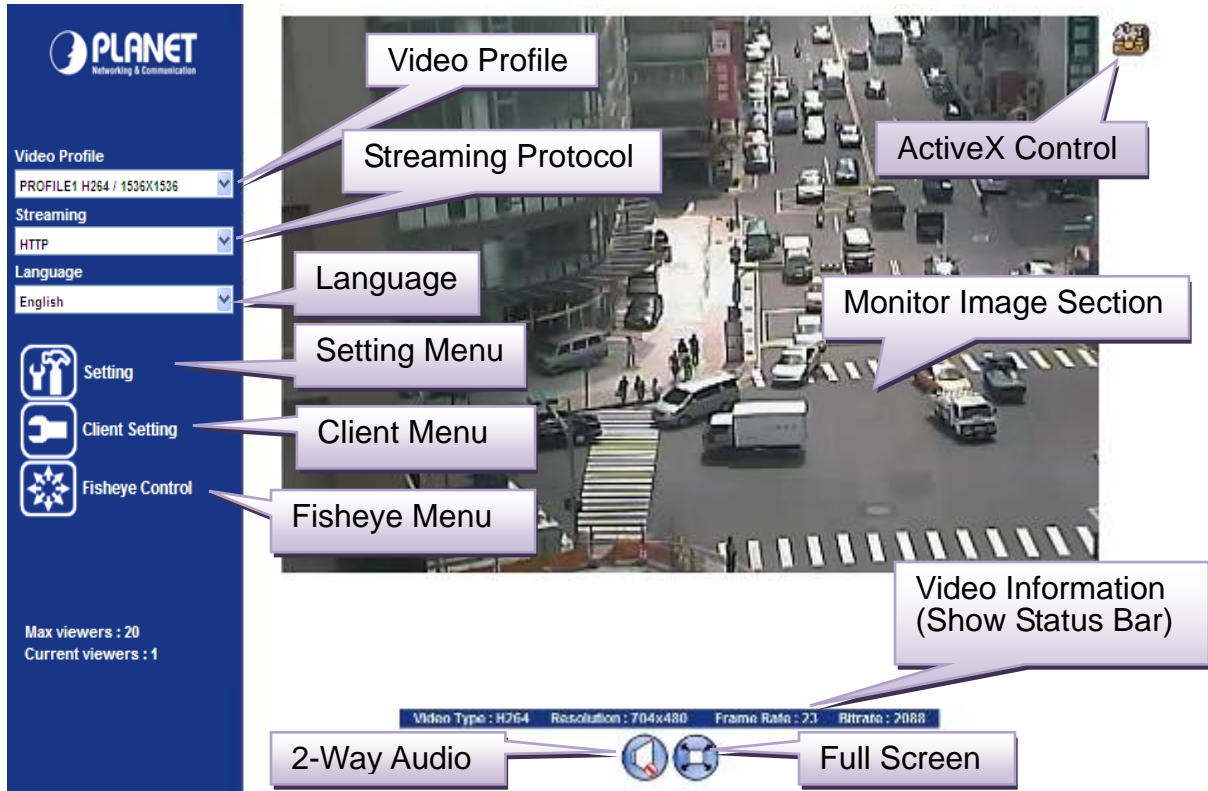 PLANET
Networking & Communication
Video Profile
PROFILE1 H264 / 1536X1536
Streaming
HTTP
Language
English
Setting
Client Setting
Fisheye Control
Max viewers : 20
Current viewers : 1
Video Profile
Streaming Protocol
Language
Setting Menu
Client Menu
Fisheye Menu
ActiveX Control
Monitor Image Section
Video Information
(Show Status Bar)
Video Type : H264 Resolution : 704x480 Frame Rate : 23 Bitrate : 2088
2-Way Audio
Full Screen